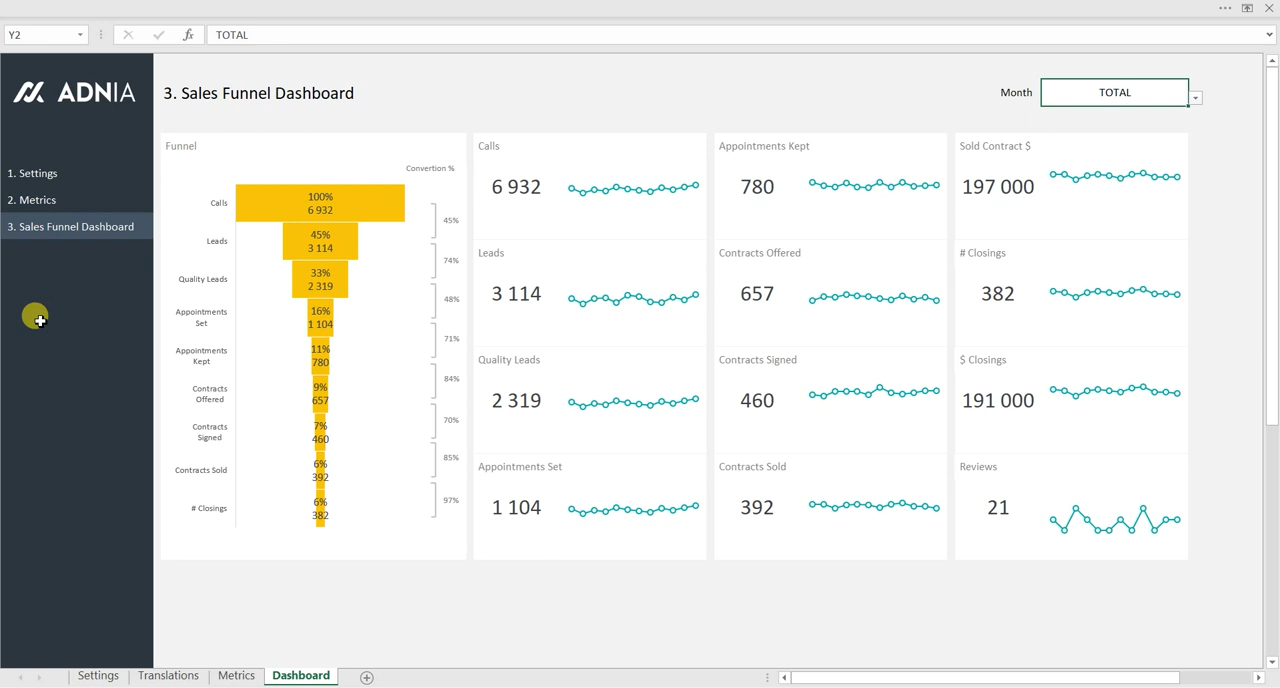 Y2
fx
TOTAL
ADNIA
1. Settings
2. Metrics
3. Sales Funnel Dashboard
3. Sales Funnel Dashboard
Month
TOTAL
Funnel
Convertion %
Calls
100%
6 932
45%
Leads
45%
3 114
74%
Quality Leads
33%
2 319
48%
Appointments
Set
16%
1 104
71%
Appointments
Kept
11%
780
84%
Contracts
Offered
9%
657
70%
Contracts
Signed
7%
460
85%
Contracts Sold
6%
392
97%
# Closings
6%
382
Calls
6 932
Leads
3 114
Quality Leads
2 319
Appointments Set
1 104
Appointments Kept
780
Contracts Offered
657
Contracts Signed
460
Contracts Sold
392
Sold Contract $
197 000
# Closings
382
$ Closings
191 000
Reviews
21
Settings
Translations
Metrics
Dashboard